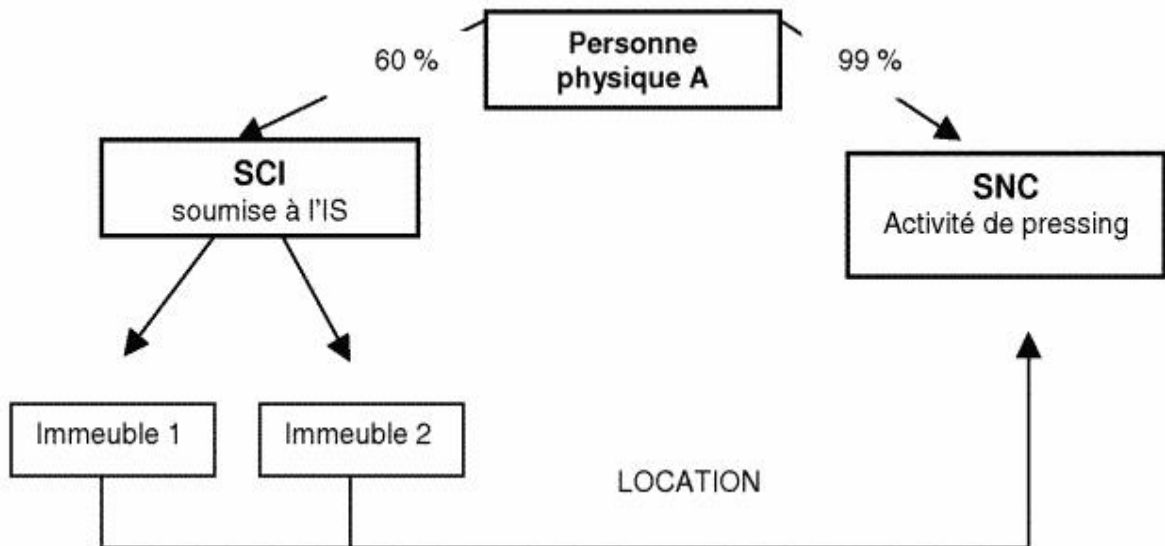 Personne
physique A
60 %
99 %
SCI
soumise à l'IS
SNC
Activité de pressing
Immeuble 1
Immeuble 2
LOCATION